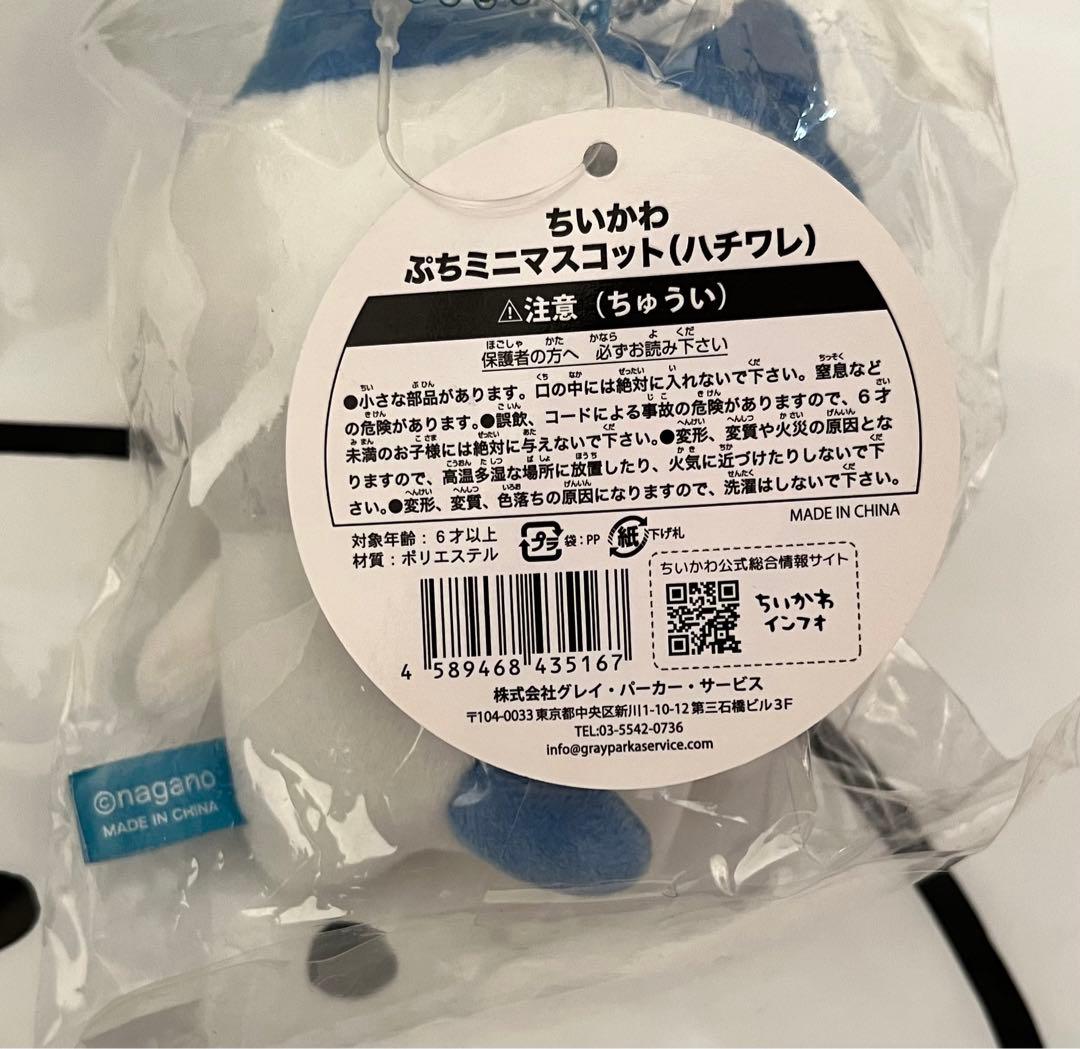 ちいかわ
ぷちミニマスコット(ハチワレ)
⚠注意(ちゅうい)
保護者の方へ 必ずお読み下さい
●小さな部品があります。口の中には絶対に入れないで下さい。窒息など
の危険があります。●誤飲、コードによる事故の危険がありますので、6才
未満のお子様には絶対に与えないで下さい。●変形、変質や火災の原因とな
りますので、高温多湿な場所に放置したり、火気に近づけたりしないで下
さい。●変形、変質、色落ちの原因になりますので、洗濯はしないで下さい。
MADE IN CHINA
対象年齢:6才以上
材質:ポリエステル
プラ 袋:PP 紙 下げ札
ちいかわ公式総合情報サイト
ちいかわ
インフォ
4 589468 435167
株式会社グレイ・パーカー・サービス
〒104-0033 東京都中央区新川1-10-12 第三石橋ビル3F
TEL:03-5542-0736
info@grayparkaservice.com
©nagano
MADE IN CHINA